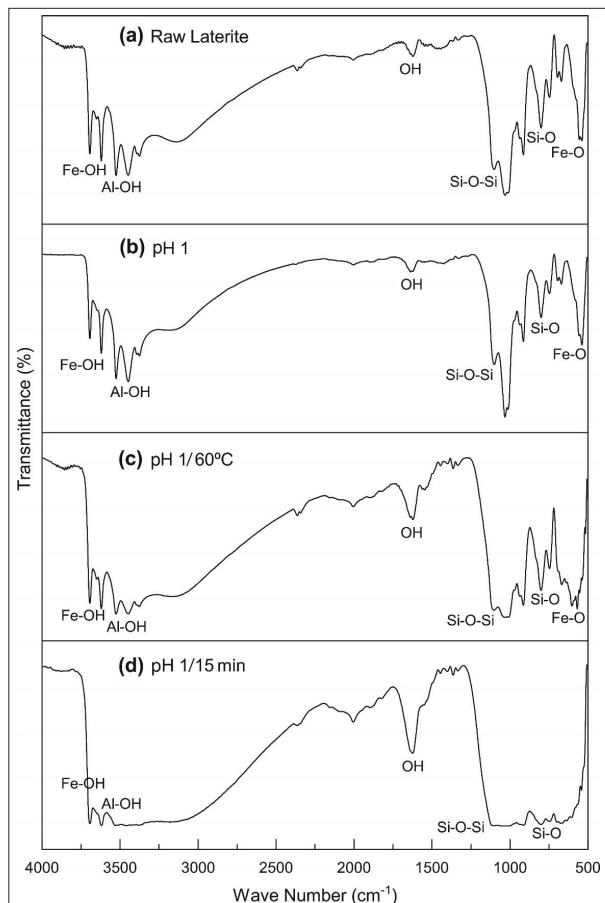 (a) Raw Laterite
OH
Si-O
Fe-OH
Fe-O
Al-OH
Si-O-Si
(b) pH 1
OH
Si-O
Fe-OH
Fe-O
Si-O-Si
Al-OH
(c) pH 1/60ºC
OH
Si-O
Fe-OH
Al-OH
Si-O-Si
Fe-O
(d) pH 1/15 min
Fe-OH
OH
Al-OH
Si-O-Si
Si-O
Transmittance (%)
4000 3500 3000 2500 2000 1500 1000 500
Wave Number (cm⁻¹)